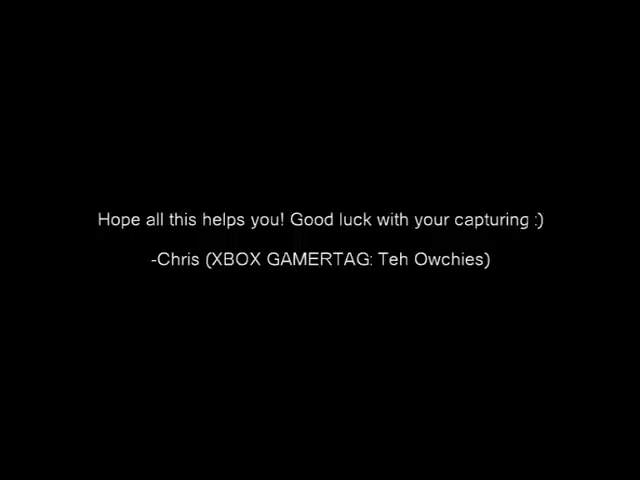 Hope all this helps you! Good luck with your capturing :)
-Chris (XBOX GAMERTAG: Teh Owchies)